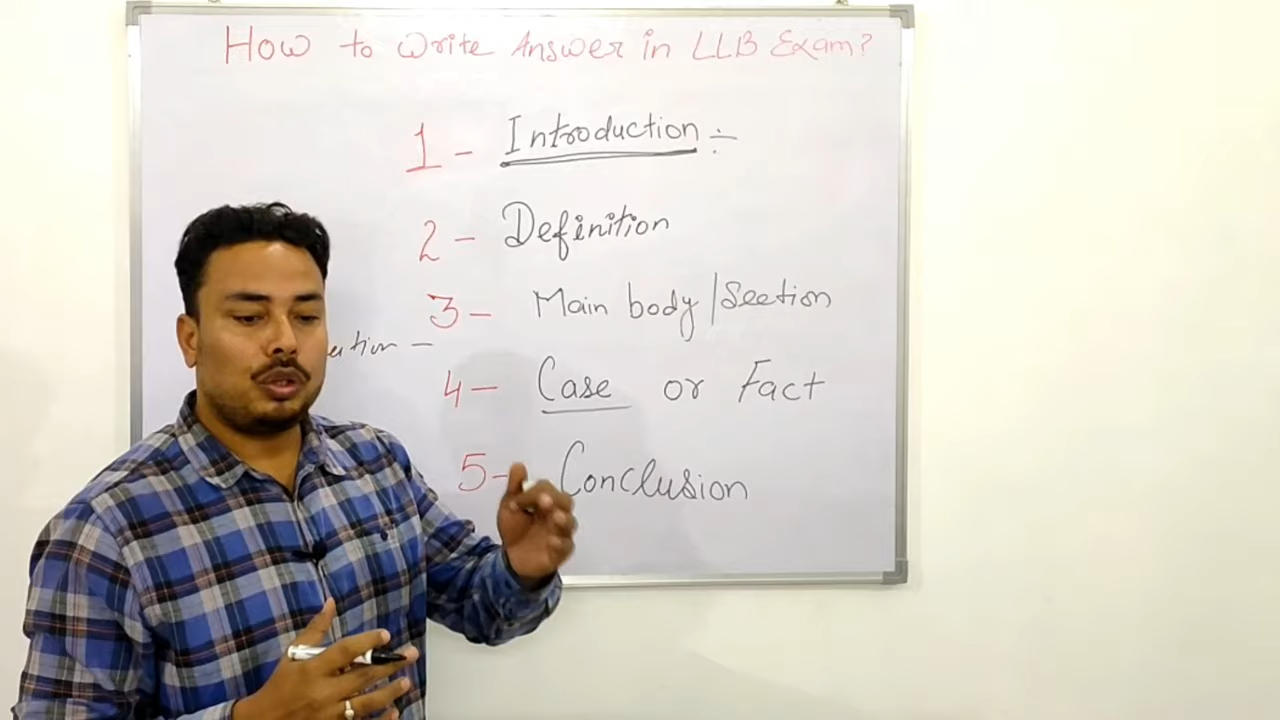 How to Write Answer in LLB Exam?
1 - Introduction :-
2 - Definition
3 - Main body/Section
4 - Case or Fact
5 - Conclusion